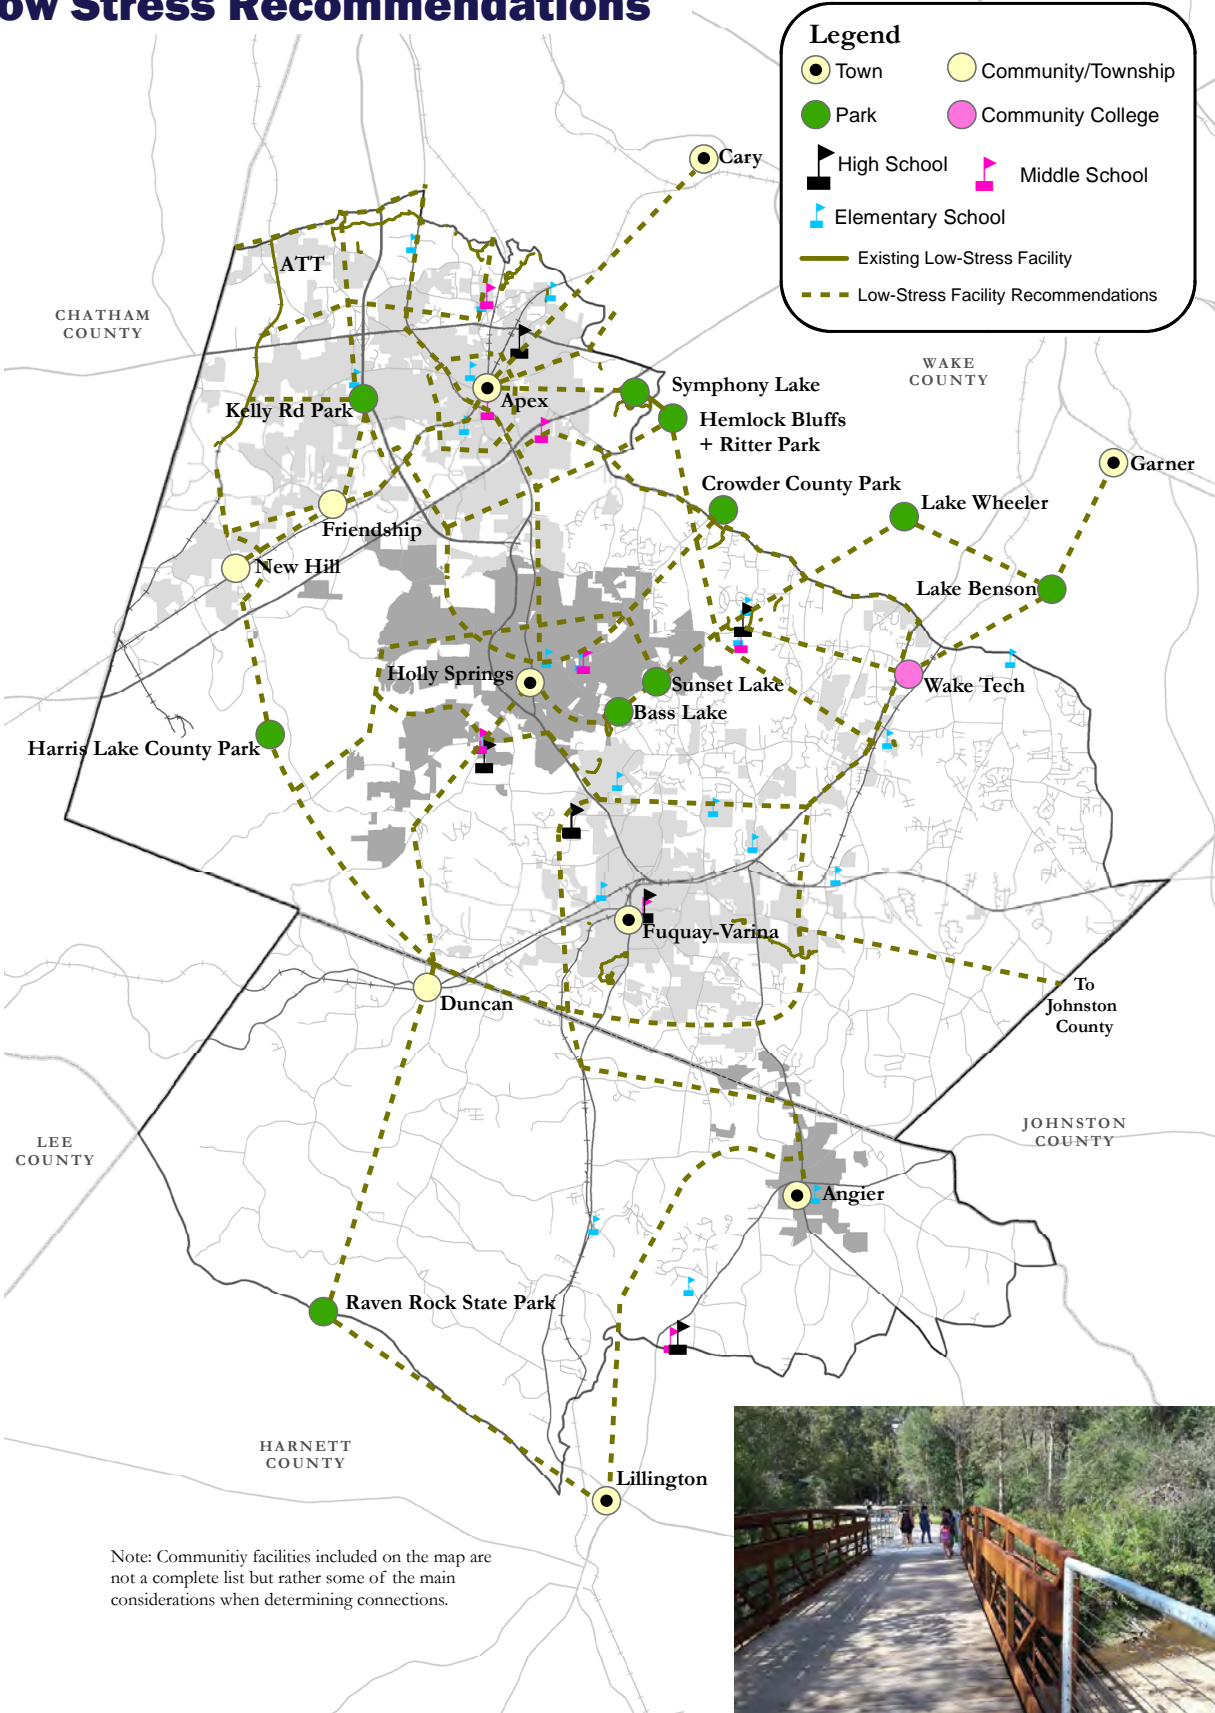 ow Stress Recommendations
Legend
Town
Community/Township
Park
Community College
High School
Middle School
Elementary School
Existing Low-Stress Facility
Low-Stress Facility Recommendations
Cary
ATT
CHATHAM
COUNTY
WAKE
COUNTY
Symphony Lake
Apex
Kelly Rd Park
Hemlock Bluffs
+ Ritter Park
Garner
Crowder County Park
Lake Wheeler
Friendship
New Hill
Lake Benson
Holly Springs
Sunset Lake
Wake Tech
Bass Lake
Harris Lake County Park
Fuquay-Varina
To
Johnston
County
Duncan
JOHNSTON
COUNTY
LEE
COUNTY
Angier
Raven Rock State Park
HARNETT
COUNTY
Lillington
Note: Communitiy facilities included on the map are
not a complete list but rather some of the main
considerations when determining connections.